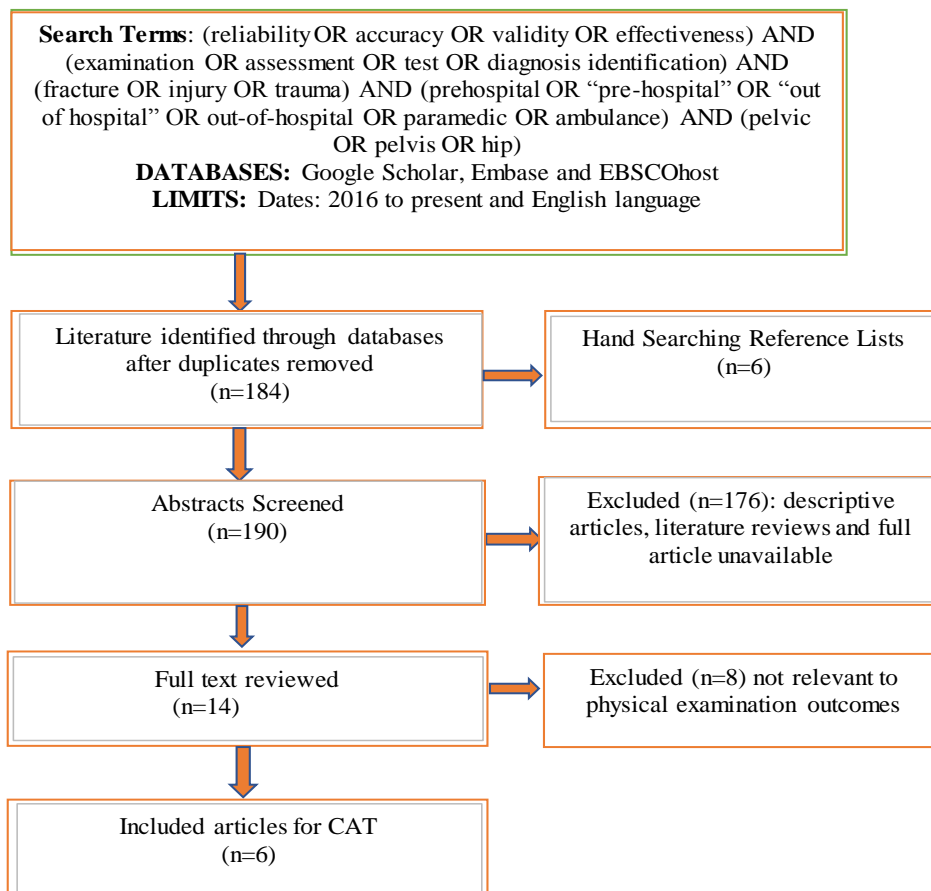 Search Terms: (reliability OR accuracy OR validity OR effectiveness) AND
(examination OR assessment OR test OR diagnosis identification) AND
(fracture OR injury OR trauma) AND (prehospital OR “pre-hospital” OR “out
of hospital” OR out-of-hospital OR paramedic OR ambulance) AND (pelvic
OR pelvis OR hip)
DATABASES: Google Scholar, Embase and EBSCOhost
LIMITS: Dates: 2016 to present and English language
Literature identified through databases
after duplicates removed
(n=184)
Hand Searching Reference Lists
(n=6)
Abstracts Screened
(n=190)
Excluded (n=176): descriptive
articles, literature reviews and full
article unavailable
Full text reviewed
(n=14)
Excluded (n=8) not relevant to
physical examination outcomes
Included articles for CAT
(n=6)